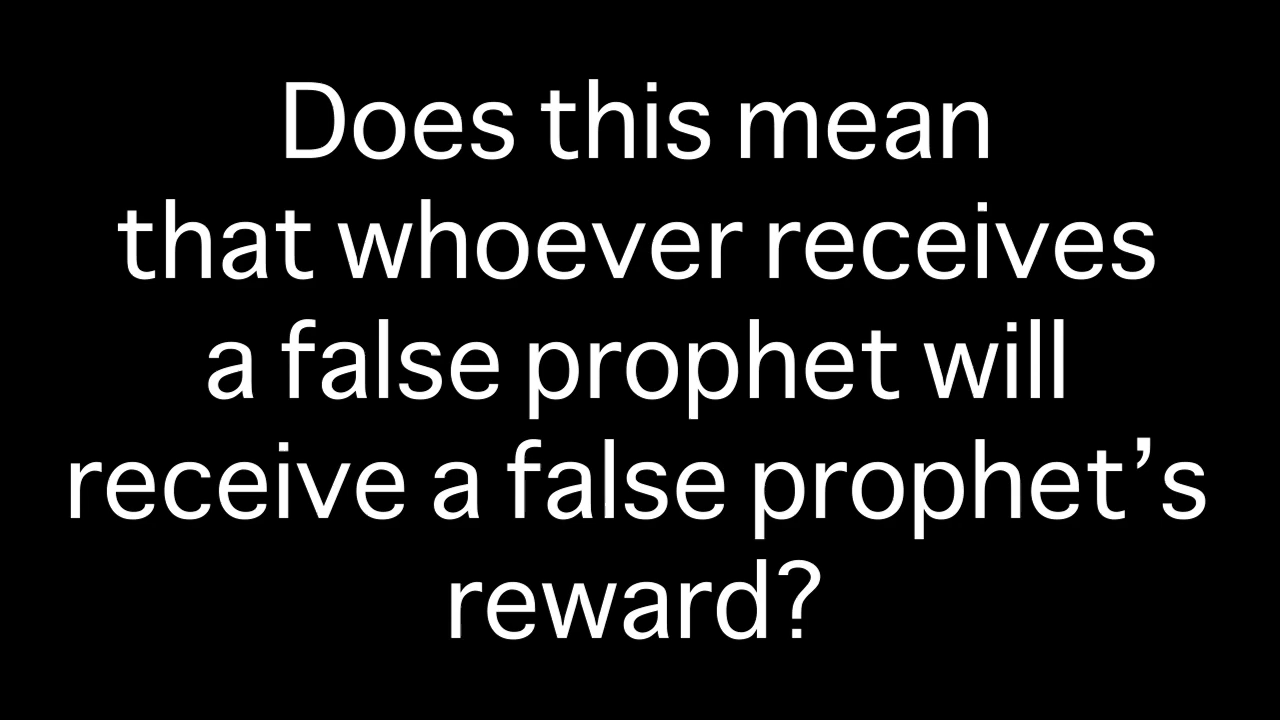 Does this mean
that whoever receives
a false prophet will
receive a false prophet’s
reward?